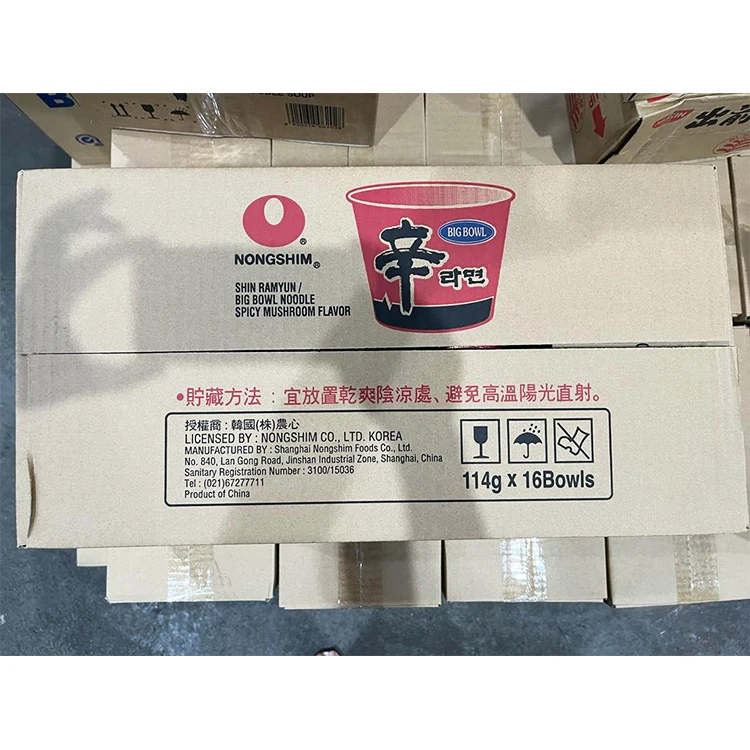 NOODLE SOUP
UP
NONGSHIM®
SHIN RAMYUN /
BIG BOWL NOODLE
SPICY MUSHROOM FLAVOR
BIG BOWL
辛
라면
•貯藏方法：宜放置乾爽陰涼處、避免高溫陽光直射。
授權商：韓國(株)農心
LICENSED BY : NONGSHIM CO., LTD. KOREA
MANUFACTURED BY : Shanghai Nongshim Foods Co., Ltd.
No. 840, Lan Gong Road, Jinshan Industrial Zone, Shanghai, China
Sanitary Registration Number : 3100/15036
Tel : (021)67277711
Product of China
114g x 16Bowls